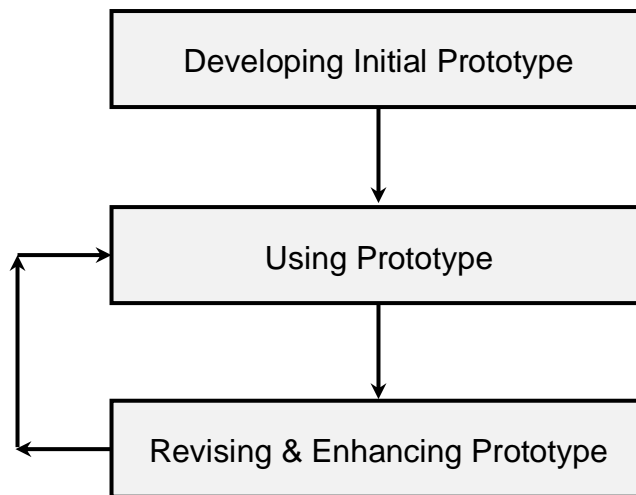 Developing Initial Prototype
Using Prototype
Revising & Enhancing Prototype